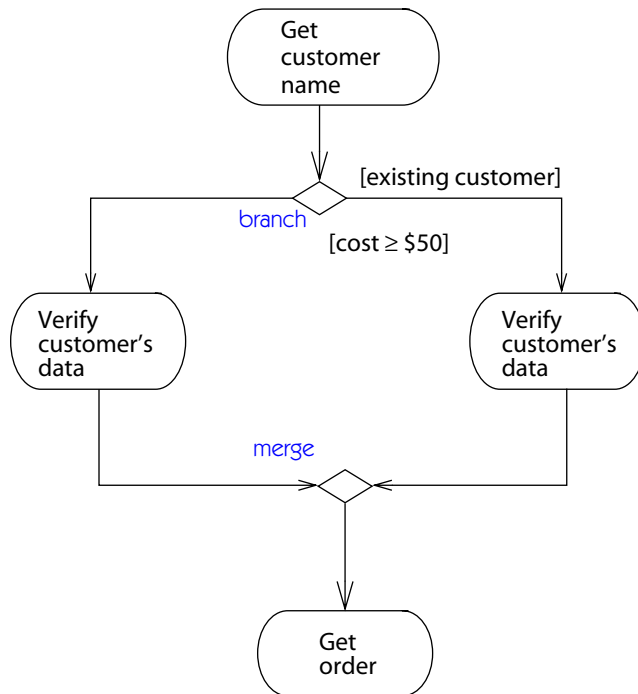 Get
customer
name
[existing customer]
branch
[cost ≥ $50]
Verify
customer's
data
Verify
customer's
data
merge
Get
order